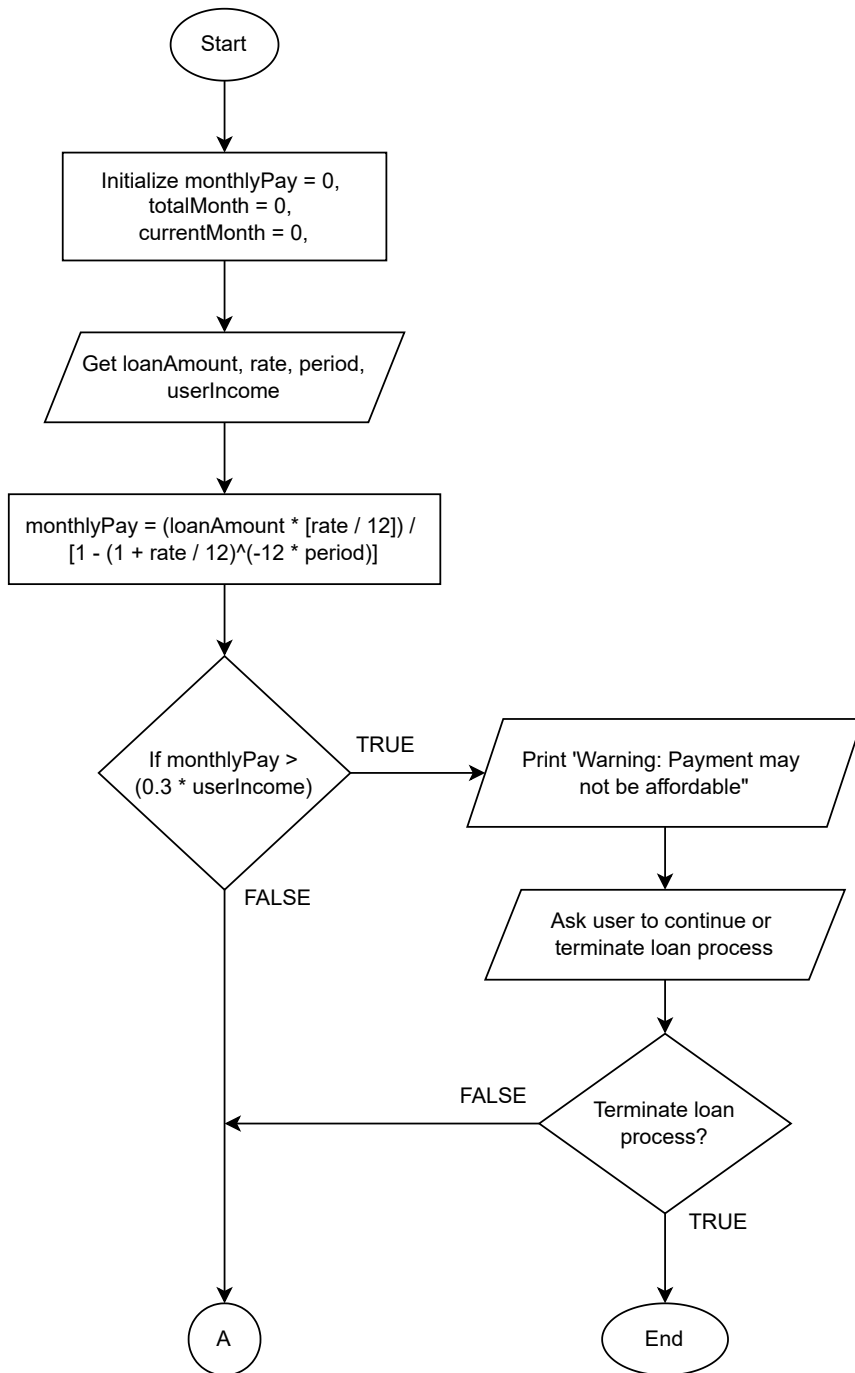 Start
Initialize monthlyPay = 0,
totalMonth = 0,
currentMonth = 0,
Get loanAmount, rate, period,
userIncome
monthlyPay = (loanAmount * [rate / 12]) /
[1 - (1 + rate / 12)^(-12 * period)]
If monthlyPay >
(0.3 * userIncome)
TRUE
Print 'Warning: Payment may
not be affordable"
FALSE
Ask user to continue or
terminate loan process
FALSE
Terminate loan
process?
TRUE
A
End